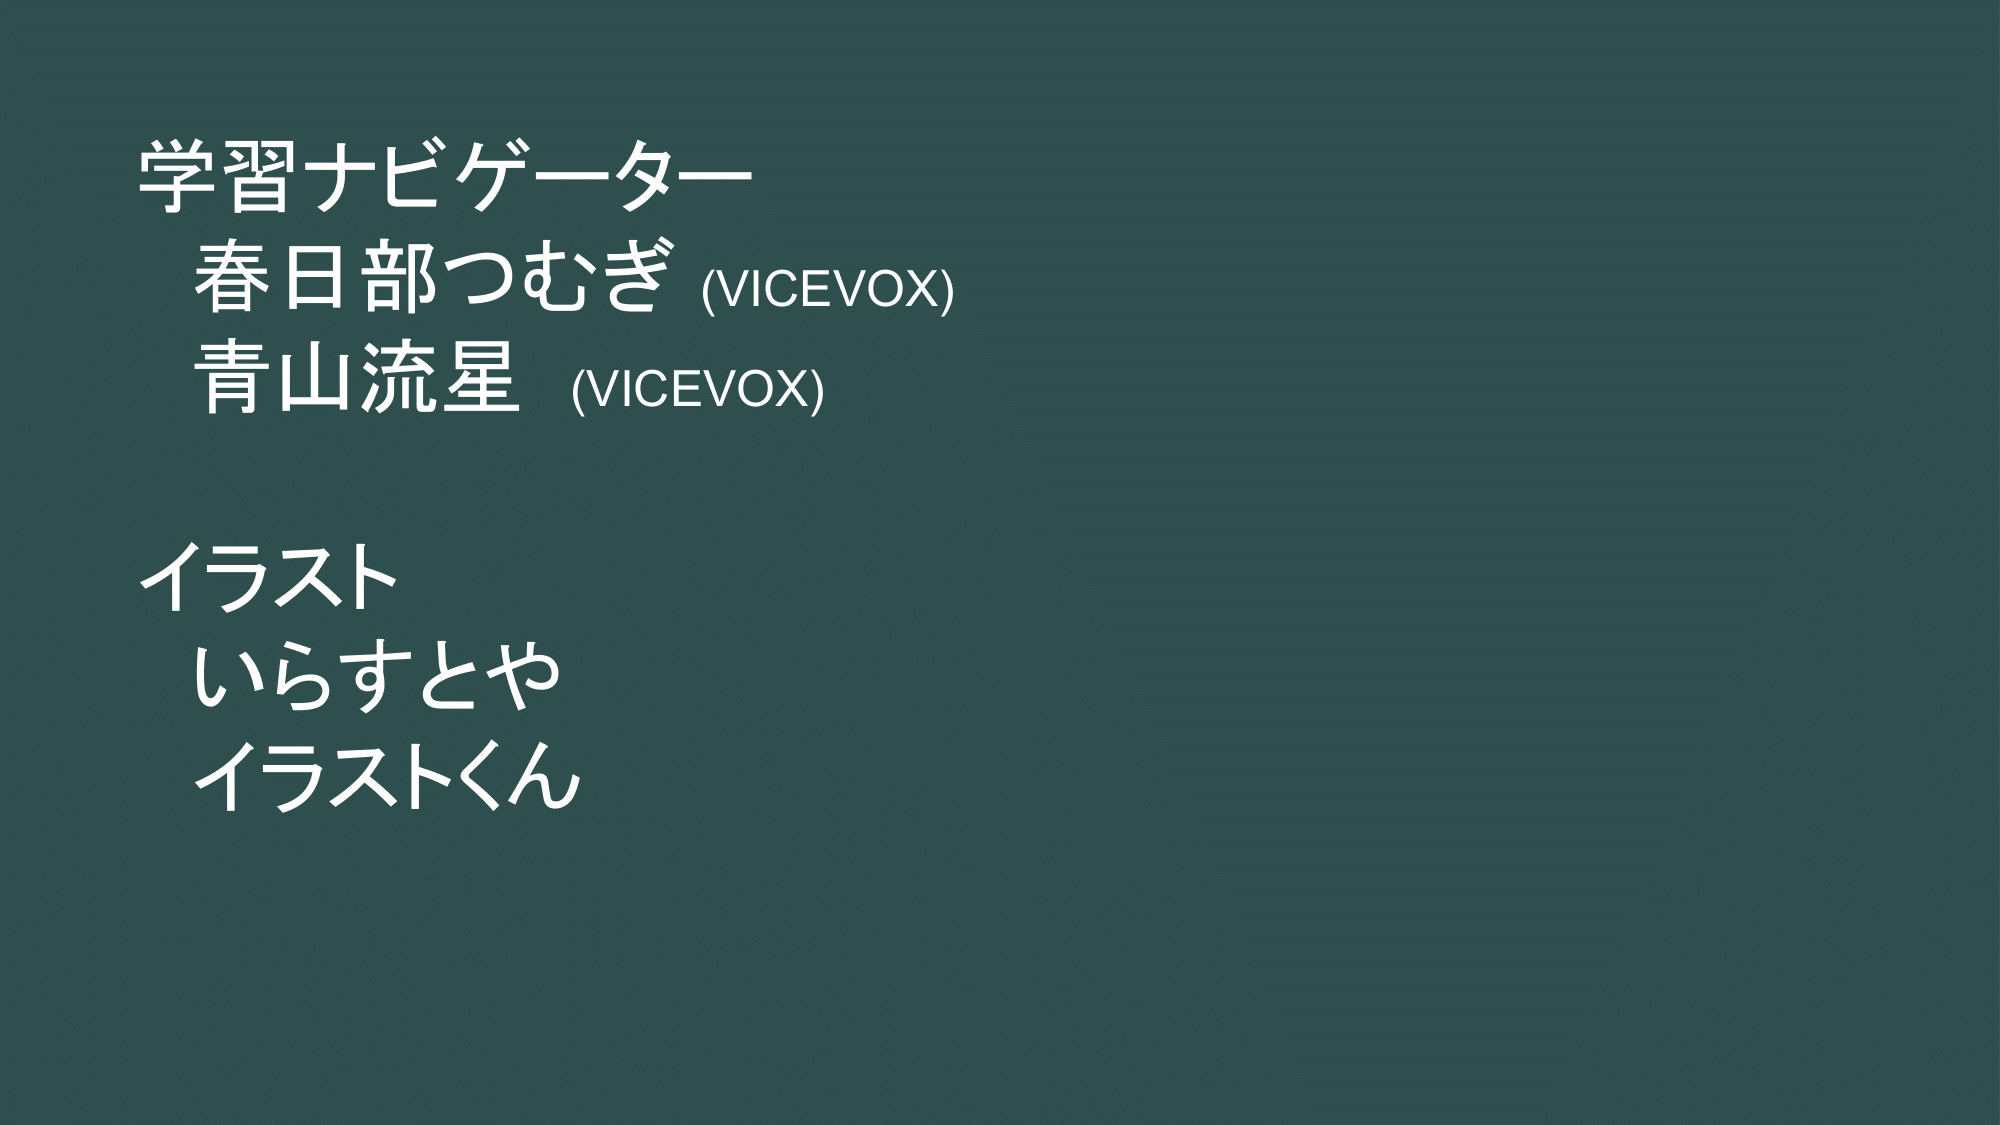 学習ナビゲーター
春日部つむぎ (VICEVOX)
青山流星 (VICEVOX)
イラスト
いらすとや
イラストくん